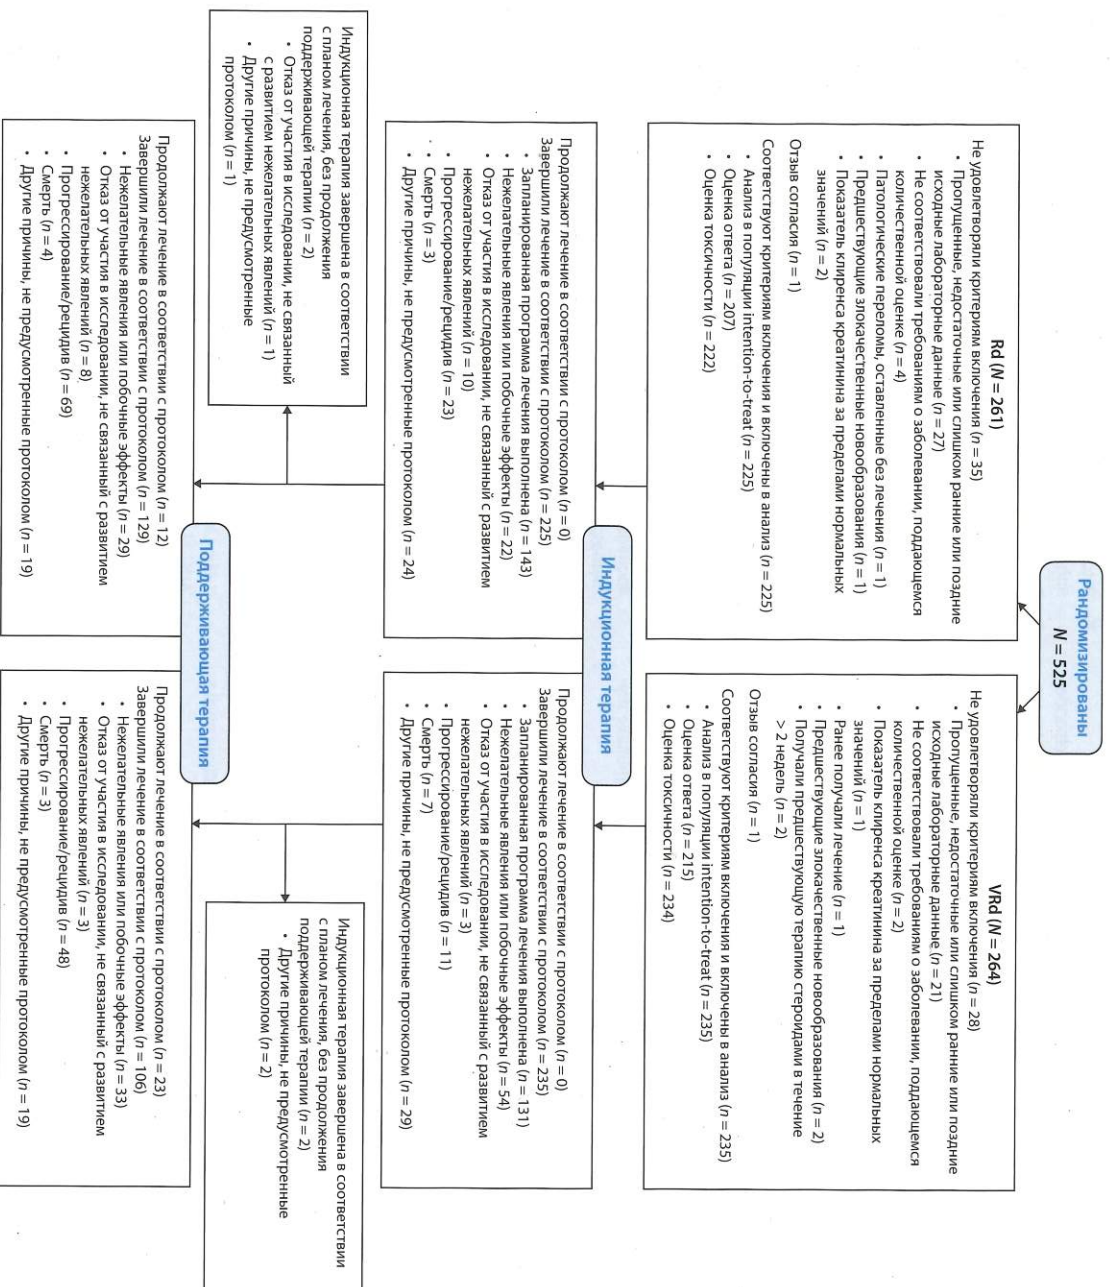 Рандомизированы
N = 525
Rd (N = 261)
Не удовлетворяли критериям включения (n = 35)
• Пропущенные, недостаточные или слишком ранние или поздние
исходные лабораторные данные (n = 27)
• Не соответствовали требованиям о заболевании, поддающемся
количественной оценке (n = 4)
• Патологические переломы, оставленные без лечения (n = 1)
• Предшествующие злокачественные новообразования (n = 1)
• Показатель клиренса креатинина за пределами нормальных
значений (n = 2)
Отзыв согласия (n = 1)
Соответствуют критериям включения и включены в анализ (n = 225)
• Анализ в популяции intention-to-treat (n = 225)
• Оценка ответа (n = 207)
• Оценка токсичности (n = 222)
VRd (N = 264)
Не удовлетворяли критериям включения (n = 28)
• Пропущенные, недостаточные или слишком ранние или поздние
исходные лабораторные данные (n = 21)
• Не соответствовали требованиям о заболевании, поддающемся
количественной оценке (n = 2)
• Показатель клиренса креатинина за пределами нормальных
значений (n = 1)
• Ранее получали лечение (n = 1)
• Предшествующие злокачественные новообразования (n = 2)
• Получали предшествующую терапию стероидами в течение
> 2 недель (n = 2)
Отзыв согласия (n = 1)
Соответствуют критериям включения и включены в анализ (n = 235)
• Анализ в популяции intention-to-treat (n = 235)
• Оценка ответа (n = 215)
• Оценка токсичности (n = 234)
Индукционная терапия
Продолжают лечение в соответствии с протоколом (n = 0)
Завершили лечение в соответствии с протоколом (n = 225)
• Запланированная программа лечения выполнена (n = 143)
• Нежелательные явления или побочные эффекты (n = 22)
• Отказ от участия в исследовании, не связанный с развитием
нежелательных явлений (n = 10)
• Прогрессирование/рецидив (n = 23)
• Смерть (n = 3)
• Другие причины, не предусмотренные протоколом (n = 24)
Продолжают лечение в соответствии с протоколом (n = 0)
Завершили лечение в соответствии с протоколом (n = 235)
• Запланированная программа лечения выполнена (n = 131)
• Нежелательные явления или побочные эффекты (n = 54)
• Отказ от участия в исследовании, не связанный с развитием
нежелательных явлений (n = 3)
• Прогрессирование/рецидив (n = 11)
• Смерть (n = 7)
• Другие причины, не предусмотренные протоколом (n = 29)
Индукционная терапия завершена в соответствии
с планом лечения, без продолжения
поддерживающей терапии (n = 2)
• Отказ от участия в исследовании, не связанный
с развитием нежелательных явлений (n = 1)
• Другие причины, не предусмотренные
протоколом (n = 1)
Индукционная терапия завершена в соответствии
с планом лечения, без продолжения
поддерживающей терапии (n = 2)
• Другие причины, не предусмотренные
протоколом (n = 2)
Поддерживающая терапия
Продолжают лечение в соответствии с протоколом (n = 12)
Завершили лечение в соответствии с протоколом (n = 129)
• Нежелательные явления или побочные эффекты (n = 29)
• Отказ от участия в исследовании, не связанный с развитием
нежелательных явлений (n = 8)
• Прогрессирование/рецидив (n = 69)
• Смерть (n = 4)
• Другие причины, не предусмотренные протоколом (n = 19)
Продолжают лечение в соответствии с протоколом (n = 23)
Завершили лечение в соответствии с протоколом (n = 106)
• Нежелательные явления или побочные эффекты (n = 33)
• Отказ от участия в исследовании, не связанный с развитием
нежелательных явлений (n = 3)
• Прогрессирование/рецидив (n = 48)
• Смерть (n = 3)
• Другие причины, не предусмотренные протоколом (n = 19)